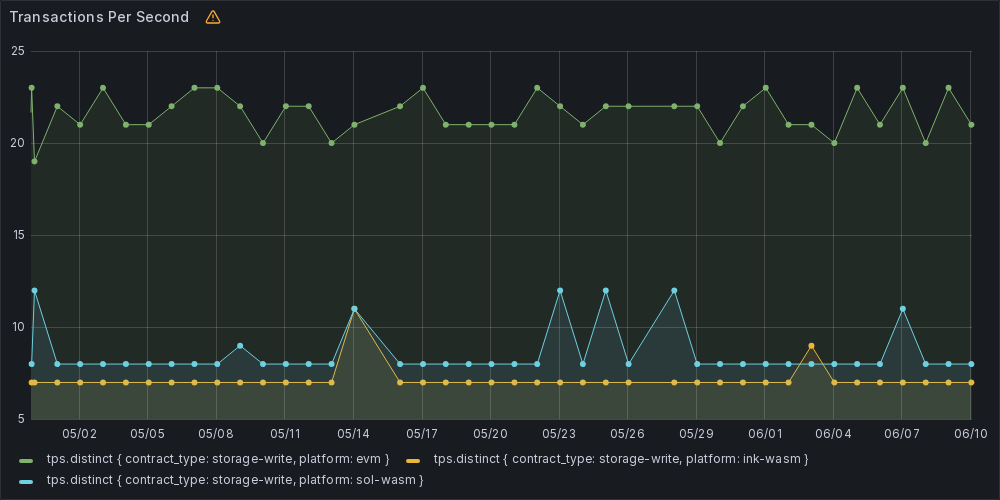 Transactions Per Second
25
20
15
10
5
05/02 05/05 05/08 05/11 05/14 05/17 05/20 05/23 05/26 05/29 06/01 06/04 06/07 06/10
tps.distinct { contract_type: storage-write, platform: evm } tps.distinct { contract_type: storage-write, platform: ink-wasm }
tps.distinct { contract_type: storage-write, platform: sol-wasm }